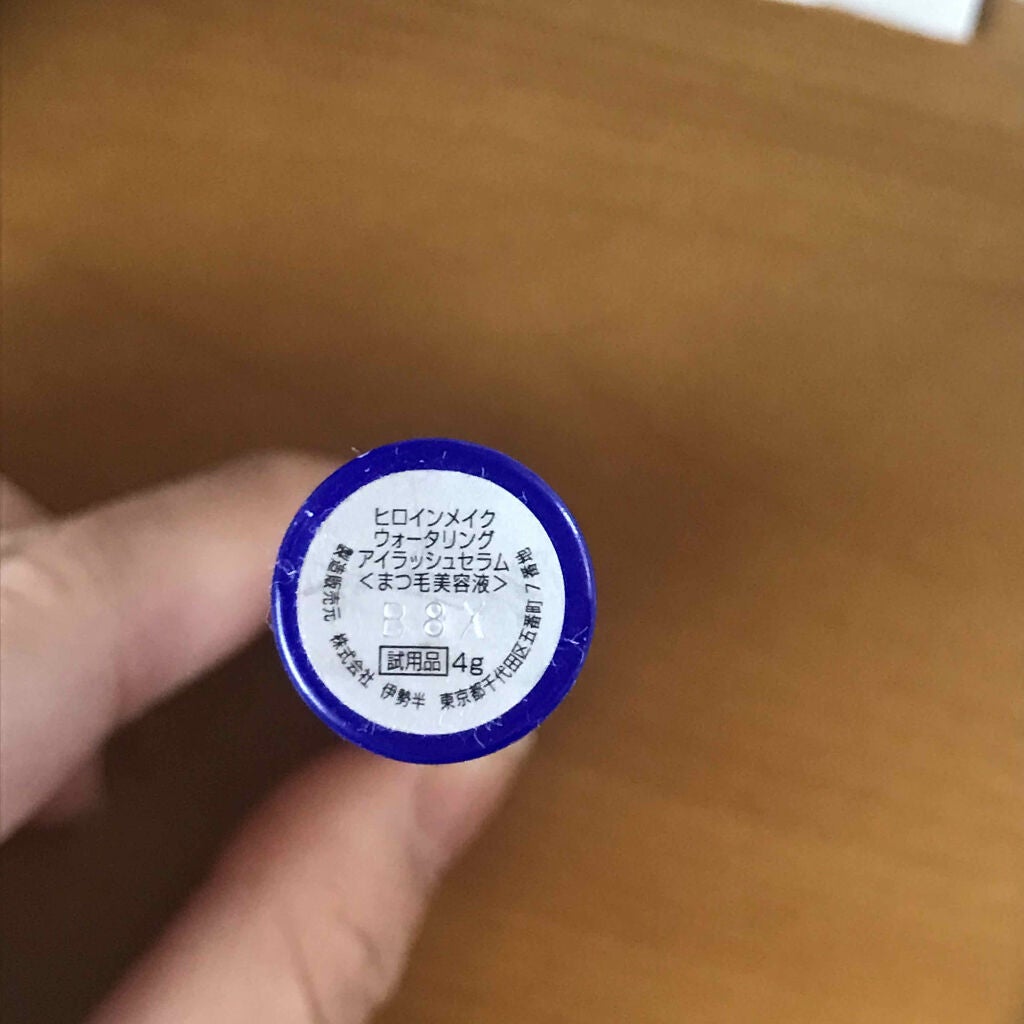 ヒロインメイク
ウォータリング
アイラッシュセラム
<まつ毛美容液>
B8X
試用品 4g
製造販売元 株式会社 伊勢半 東京都千代田区五番町7番地